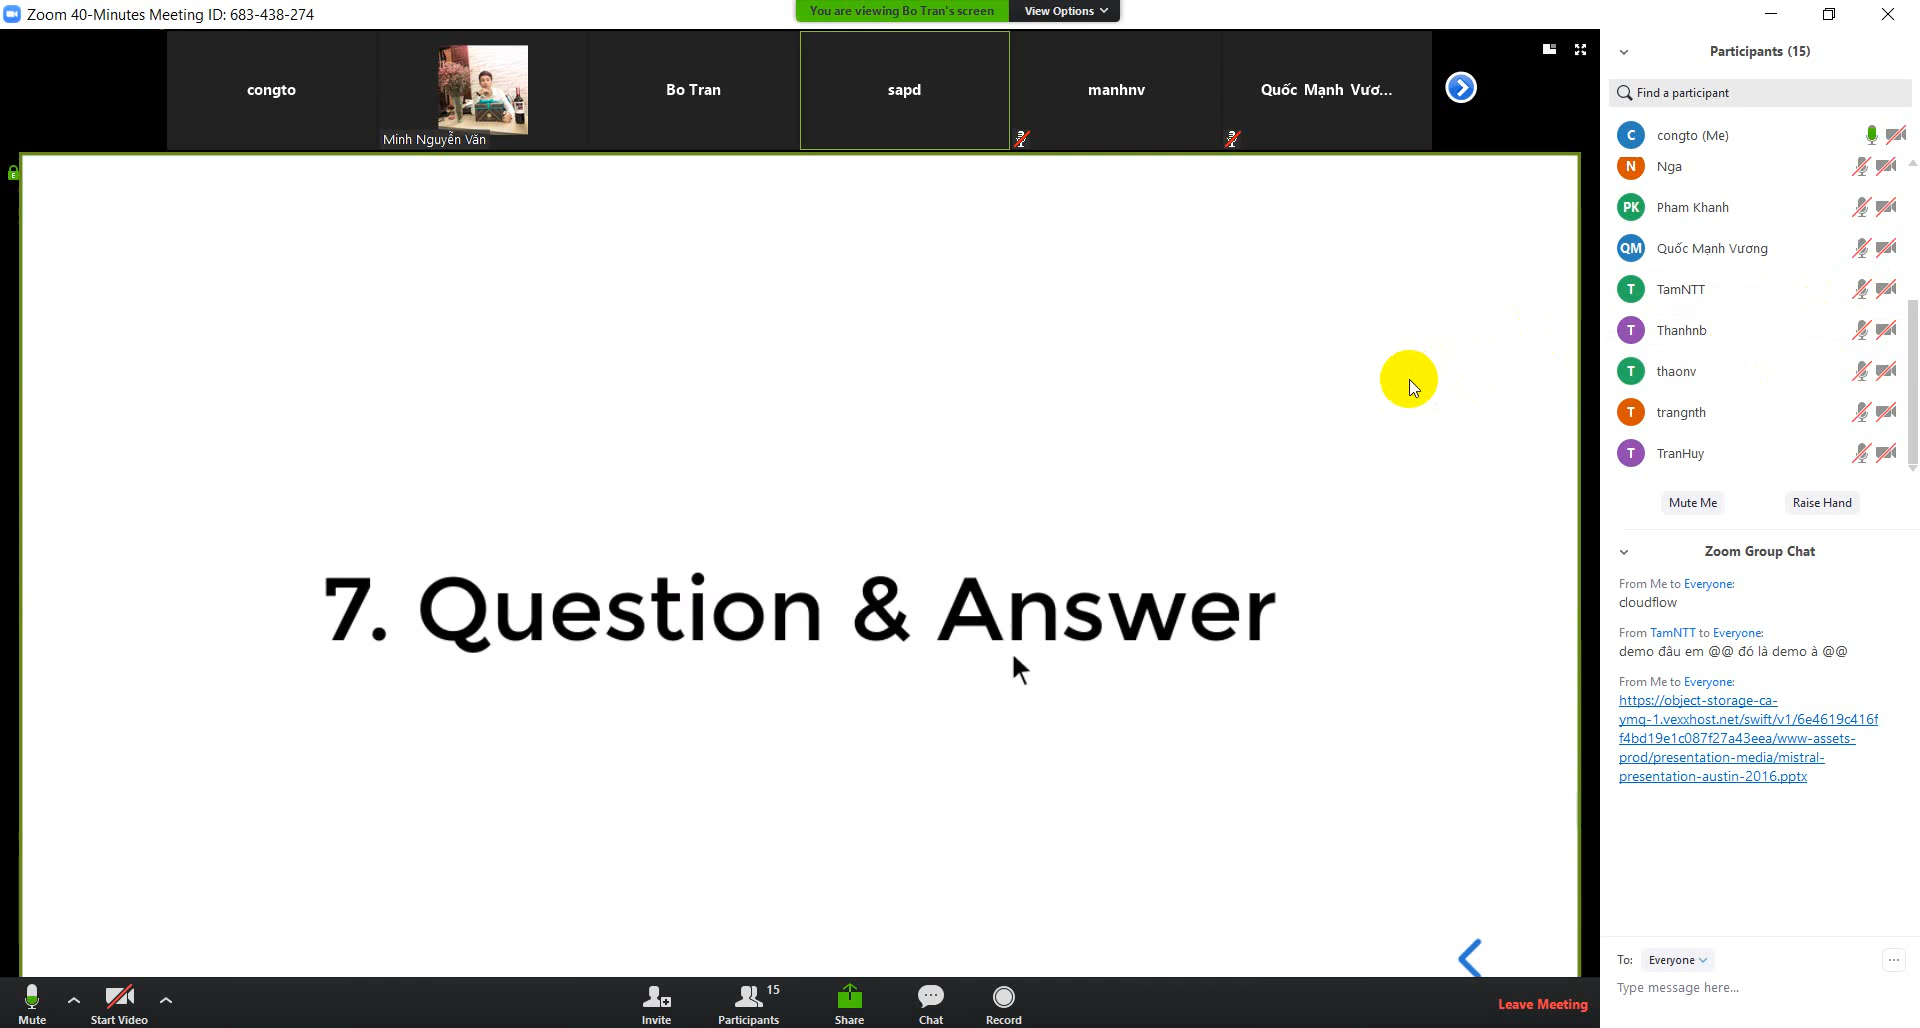 Zoom 40-Minutes Meeting ID: 683-438-274
You are viewing Bo Tran's screen
View Options
congto
Minh Nguyễn Văn
Bo Tran
sapd
manhnv
Quốc Mạnh Vươ...
7. Question & Answer
Mute
Start Video
Invite
15
Participants
Share
Chat
Record
Leave Meeting
Participants (15)
Find a participant
C congto (Me)
N Nga
PK Pham Khanh
QM Quốc Mạnh Vương
T TamNTT
T Thanhnb
T thaonv
T trangnth
T TranHuy
Mute Me
Raise Hand
Zoom Group Chat
From Me to Everyone:
cloudflow
From TamNTT to Everyone:
demo đâu em @@ đó là demo à @@
From Me to Everyone:
https://object-storage-ca-
ymq-1.vexxhost.net/swift/v1/6e4619c416f
f4bd19e1c087f27a43eea/www-assets-
prod/presentation-media/mistral-
presentation-austin-2016.pptx
To: Everyone
Type message here...